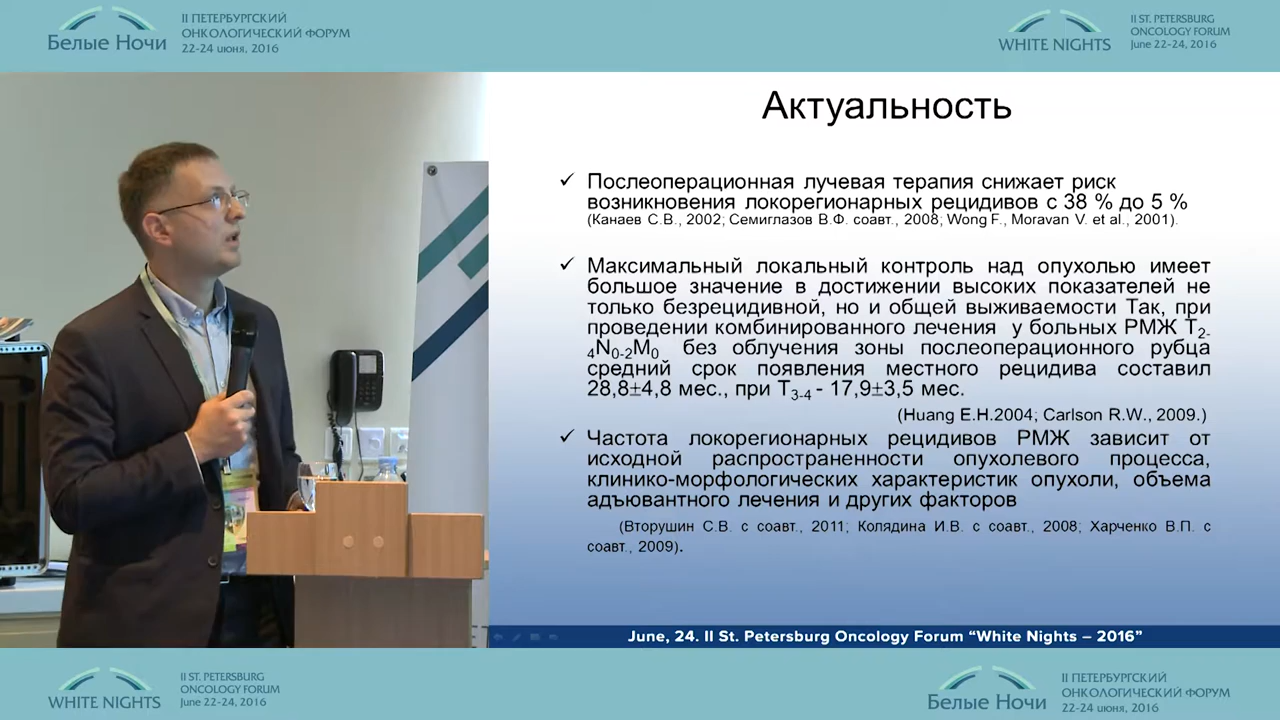 Белые Ночи
II ПЕТЕРБУРГСКИЙ
ОНКОЛОГИЧЕСКИЙ ФОРУМ
22-24 июня, 2016
WHITE NIGHTS
II ST. PETERSBURG
ONCOLOGY FORUM
June 22-24, 2016
Актуальность
✓ Послеоперационная лучевая терапия снижает риск
возникновения локорегионарных рецидивов с 38 % до 5 %
(Канаев С.В., 2002; Семиглазов В.Ф. соавт., 2008; Wong F., Moravan V. et al., 2001).
✓ Максимальный локальный контроль над опухолью имеет
большое значение в достижении высоких показателей не
только безрецидивной, но и общей выживаемости Так, при
проведении комбинированного лечения у больных РМЖ T2-
4N0-2M0 без облучения зоны послеоперационного рубца
средний срок появления местного рецидива составил
28,8±4,8 мес., при T3-4 - 17,9±3,5 мес.
(Huang E.H.2004; Carlson R.W., 2009.)
✓ Частота локорегионарных рецидивов РМЖ зависит от
исходной распространенности опухолевого процесса,
клинико-морфологических характеристик опухоли, объема
адъювантного лечения и других факторов
(Вторушин С.В. с соавт., 2011; Колядина И.В. с соавт., 2008; Харченко В.П. с
соавт., 2009).
June, 24. II St. Petersburg Oncology Forum “White Nights – 2016”
WHITE NIGHTS
II ST. PETERSBURG
ONCOLOGY FORUM
June 22-24, 2016
Белые Ночи
II ПЕТЕРБУРГСКИЙ
ОНКОЛОГИЧЕСКИЙ ФОРУМ
22-24 июня, 2016